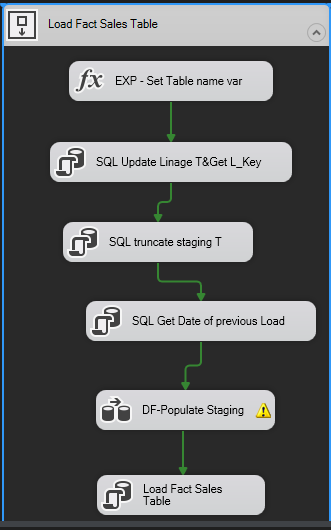 Load Fact Sales Table
fx EXP - Set Table name var
SQL Update Linage T&Get L_Key
SQL truncate staging T
SQL Get Date of previous Load
DF-Populate Staging
Load Fact Sales
Table